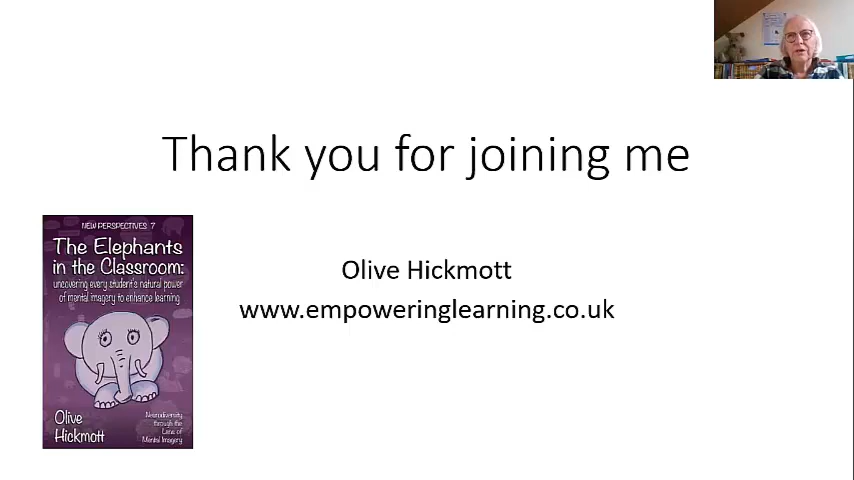 Thank you for joining me
NEW PERSPECTIVES 7
The Elephants
in the Classroom:
uncovering every student's natural power
of mental imagery to enhance learning
Olive
Hickmott
Neurodiversity
through the
Lens of
Mental Imagery
Olive Hickmott
www.empoweringlearning.co.uk